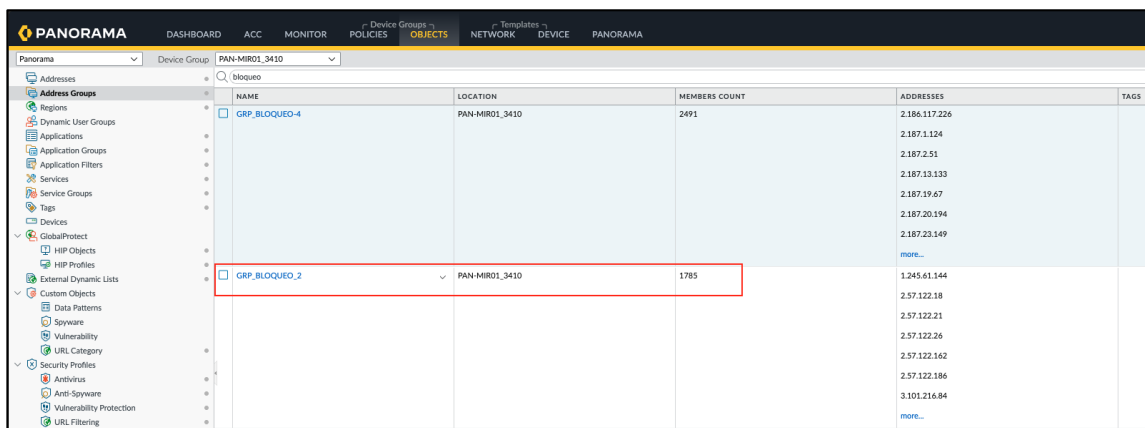 PANORAMA
DASHBOARD ACC MONITOR Device Groups POLICIES OBJECTS Templates NETWORK DEVICE PANORAMA
Panorama Device Group PAN-MIR01_3410
Addresses bloqueo
Address Groups NAME LOCATION MEMBERS COUNT ADDRESSES TAGS
Regions GRP_BLOQUEO-4 PAN-MIR01_3410 2491 2.186.117.226
Dynamic User Groups
Applications 2.187.1.124
Application Groups 2.187.2.51
Application Filters
Services 2.187.13.133
Service Groups 2.187.19.67
Tags 2.187.20.194
Devices
GlobalProtect 2.187.23.149
HIP Objects more...
HIP Profiles
External Dynamic Lists GRP_BLOQUEO_2 PAN-MIR01_3410 1785 1.245.61.144
Custom Objects 2.57.122.18
Data Patterns
Spyware 2.57.122.21
Vulnerability 2.57.122.26
URL Category 2.57.122.162
Security Profiles
Antivirus 2.57.122.186
Anti-Spyware 3.101.216.84
Vulnerability Protection
URL Filtering more...